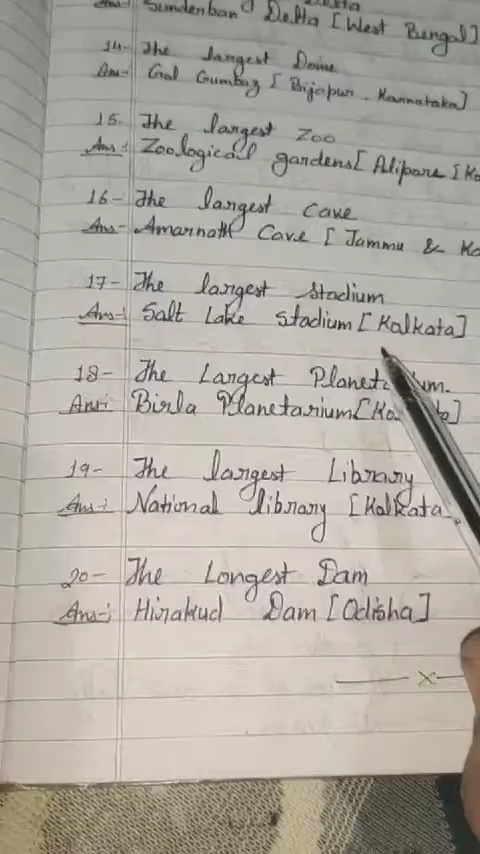 Sundenban Delta [West Bengal]
14- The largest Dome
Ans- Gol Gumbuz [Bijapur, Karnataka]
15- The largest Zoo
Ans-: Zoological gardens [Alipore [Ko
16- The largest Cave
Ans- Amarnath Cave [Jammu & Ka
17- The largest Stadium
Ans-: Salt Lake Stadium [Kolkata]
18- The Largest
Ans-: Birla Planetarium
19- The largest Library
Ans-: National library [Kolkata
20- The Longest Dam
Ans-: Hirakud Dam [Odisha]
x